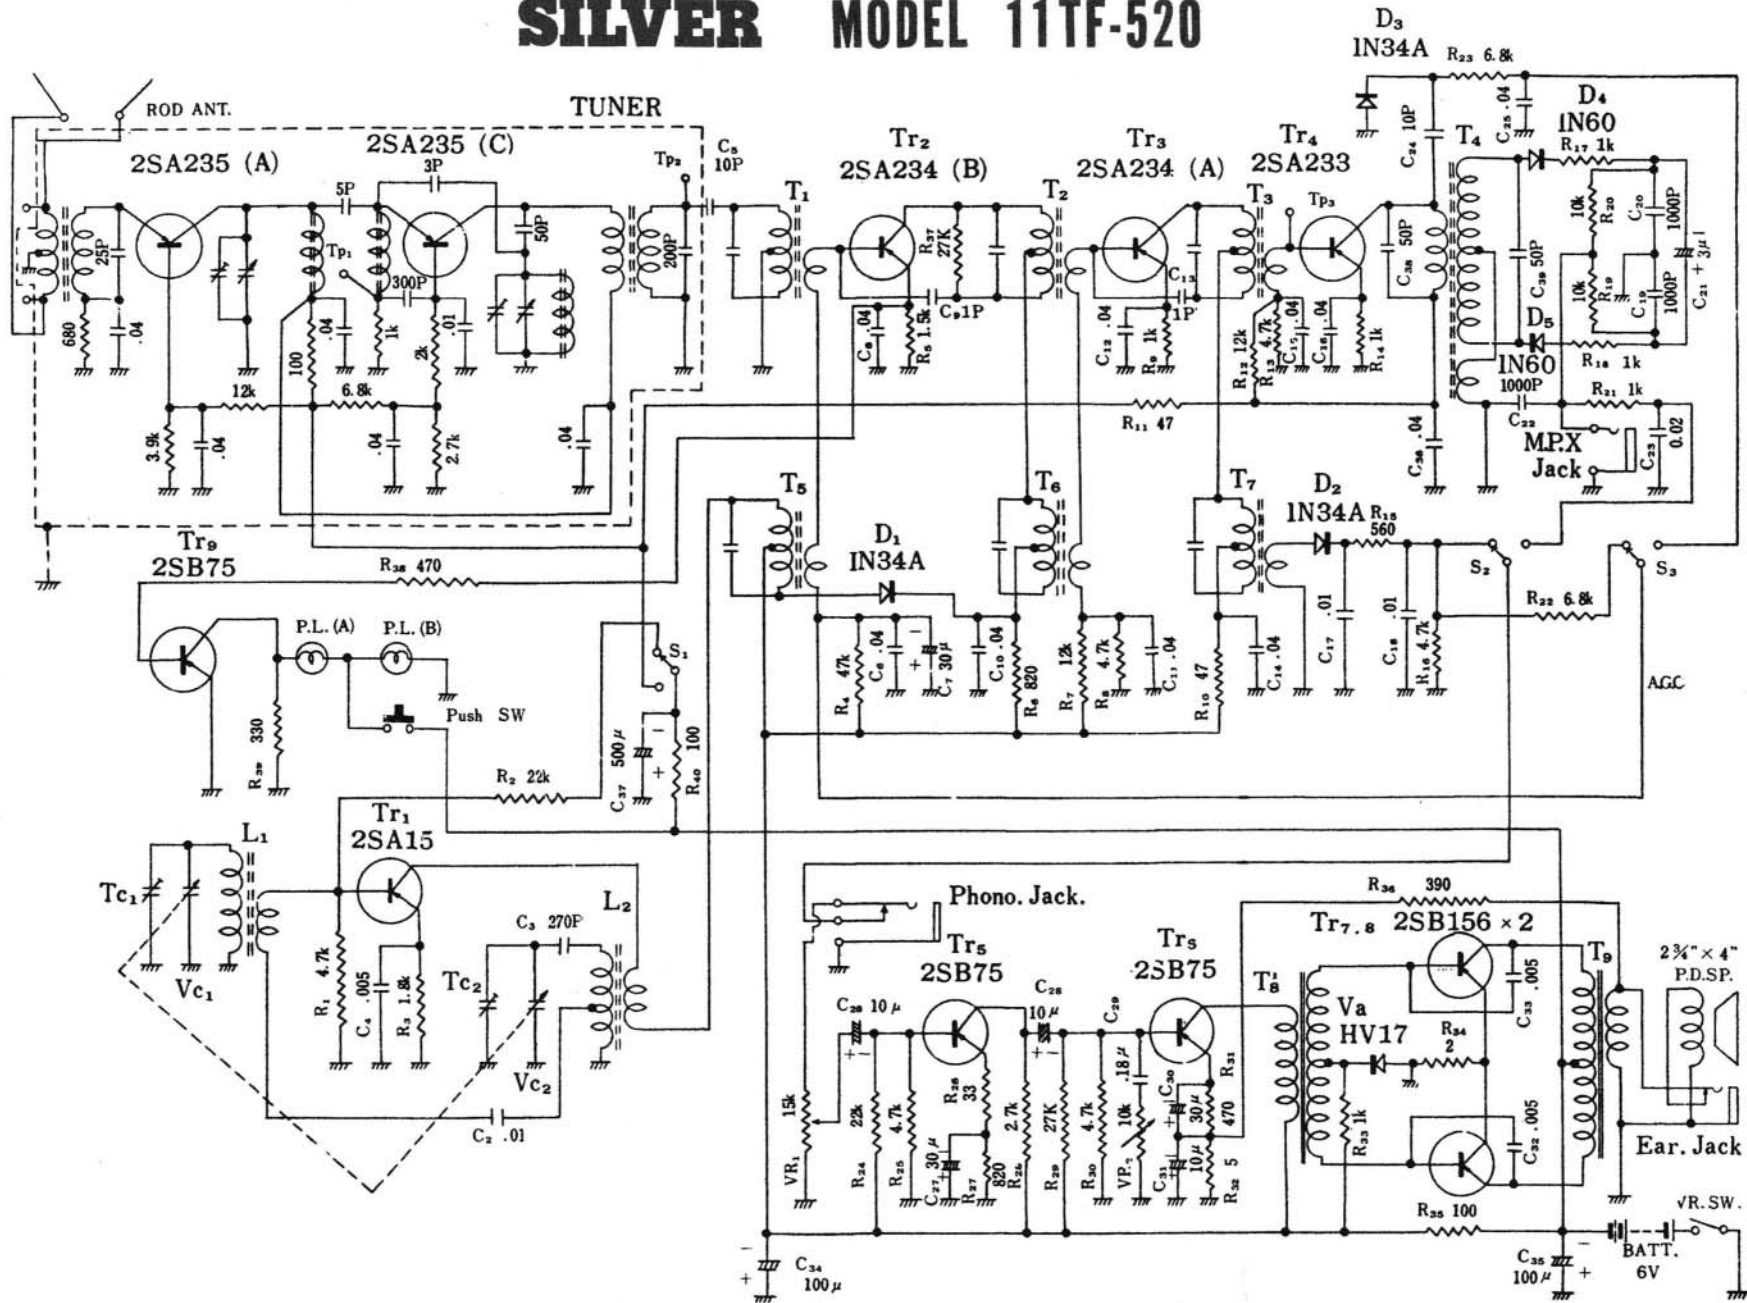 SILVER MODEL 11TF-520
D₃
1N34A
R₂₃ 6.8k
ROD ANT.
TUNER
2SA235 (A)
2SA235 (C)
3P
5P
Tp₁
300P
50P
25P
680
.04
100
.04
1k
2k
.01
12k
6.8k
3.9k
.04
.04
2.7k
.04
Tp₂
200P
C₅
10P
T₁
Tr₂
2SA234 (B)
R₃₇
27K
C₉ 1P
C₈ .04
R₅ 1.5k
T₂
Tr₃
2SA234 (A)
C₁₃
1P
C₁₂ .04
R₉ 1k
T₃
Tr₄
2SA233
Tp₃
R₁₂ 12k
R₁₃ 4.7k
C₁₅ .04
C₁₆ .04
R₁₄ 1k
C₃₈ 50P
C₂₄ 10P
T₄
C₂₅ .04
D₄
1N60
R₁₇ 1k
10k
R₂₀
C₂₀
1000P
C₃₉ 50P
10k
R₁₉
C₁₉
1000P
C₂₁ + 3μ
D₅
1N60
R₁₈ 1k
1000P
C₂₂
R₂₁ 1k
M.P.X
Jack
C₂₃
0.02
R₁₁ 47
C₃₆ .04
Tr₉
2SB75
R₃₈ 470
P.L. (A)
P.L. (B)
Push SW
330
R₃₉
S₁
C₃₇ 500μ
R₄₀ 100
R₂ 22k
T₅
D₁
1N34A
R₄ 47k
C₆ .04
C₇ 30μ
C₁₀ .04
R₆ 820
T₆
R₇ 12k
R₈ 4.7k
C₁₁ .04
T₇
R₁₀ 47
C₁₄ .04
D₂
1N34A
R₁₅
560
C₁₇ .01
C₁₈ .01
R₁₆ 4.7k
S₂
R₂₂ 6.8k
S₃
A.G.C
L₁
Tc₁
Vc₁
Tr₁
2SA15
R₁ 4.7k
C₄ .005
R₃ 1.8k
C₃ 270P
L₂
Tc₂
Vc₂
C₂ .01
Phono. Jack.
15k
VR₁
C₂₆ 10μ
22k
R₂₄
4.7k
R₂₅
Tr₅
2SB75
R₂₆
33
C₂₇ 30μ
R₂₇ 820
C₂₈
10μ
2.7k
27K
R₂₉
4.7k
R₃₀
C₂₉
.18μ
10k
2SB75
R₃₁
470
C₃₀
30μ
C₃₁ 10μ
R₃₂ 5
R₃₆ 390
Tr₇.₈ 2SB156 × 2
T₈
Va
HV17
R₃₄
2
R₃₃ 1k
C₃₃ .005
C₃₂ .005
T₉
2¾" × 4"
P.D.SP.
Ear. Jack
R₃₅ 100
C₃₄
100μ
C₃₅
100μ
BATT.
6V
VR.SW.